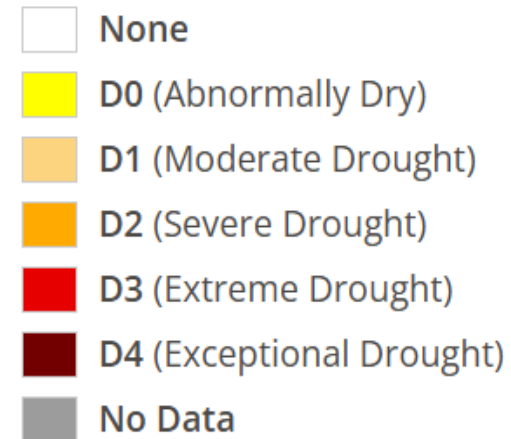 None
D0 (Abnormally Dry)
D1 (Moderate Drought)
D2 (Severe Drought)
D3 (Extreme Drought)
D4 (Exceptional Drought)
No Data